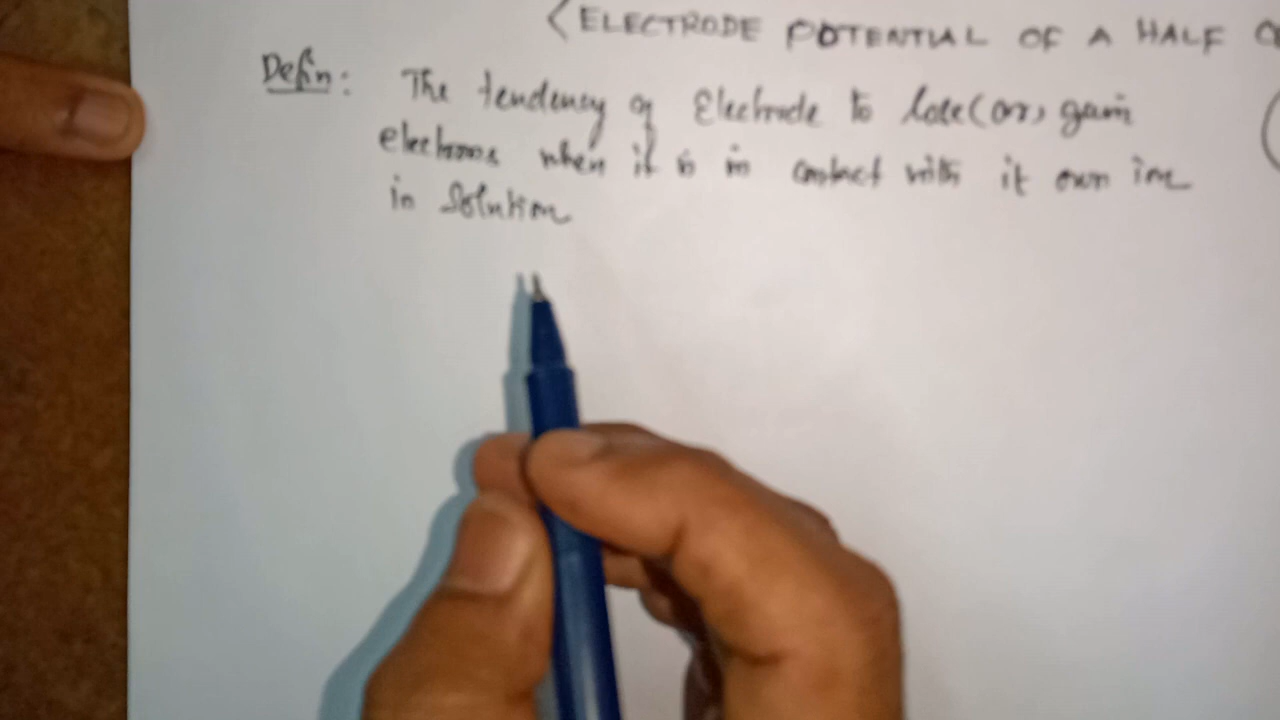 (ELECTRODE POTENTIAL OF A HALF
Defn: The tendency of Electrode to lose (or) gain
electrons when it is in contact with it own ion
in Solution